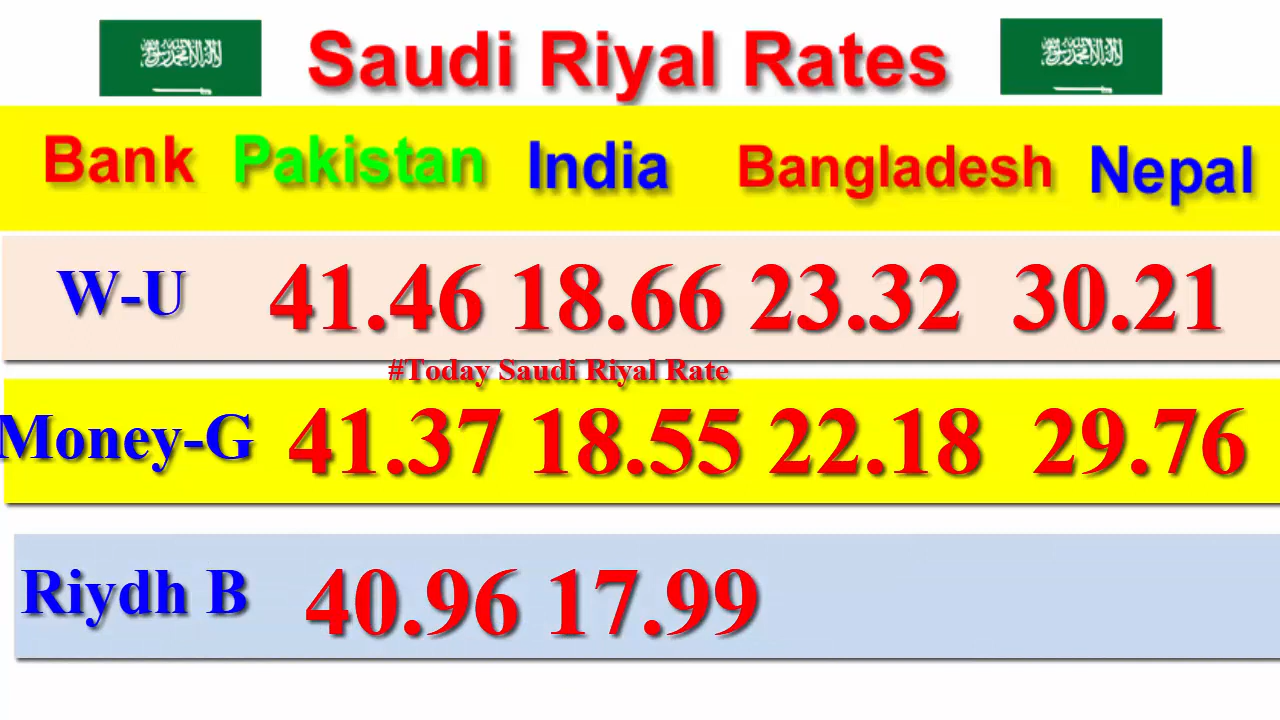 Saudi Riyal Rates
Bank Pakistan India Bangladesh Nepal
W-U 41.46 18.66 23.32 30.21
#Today Saudi Riyal Rate
Money-G 41.37 18.55 22.18 29.76
Riydh B 40.96 17.99